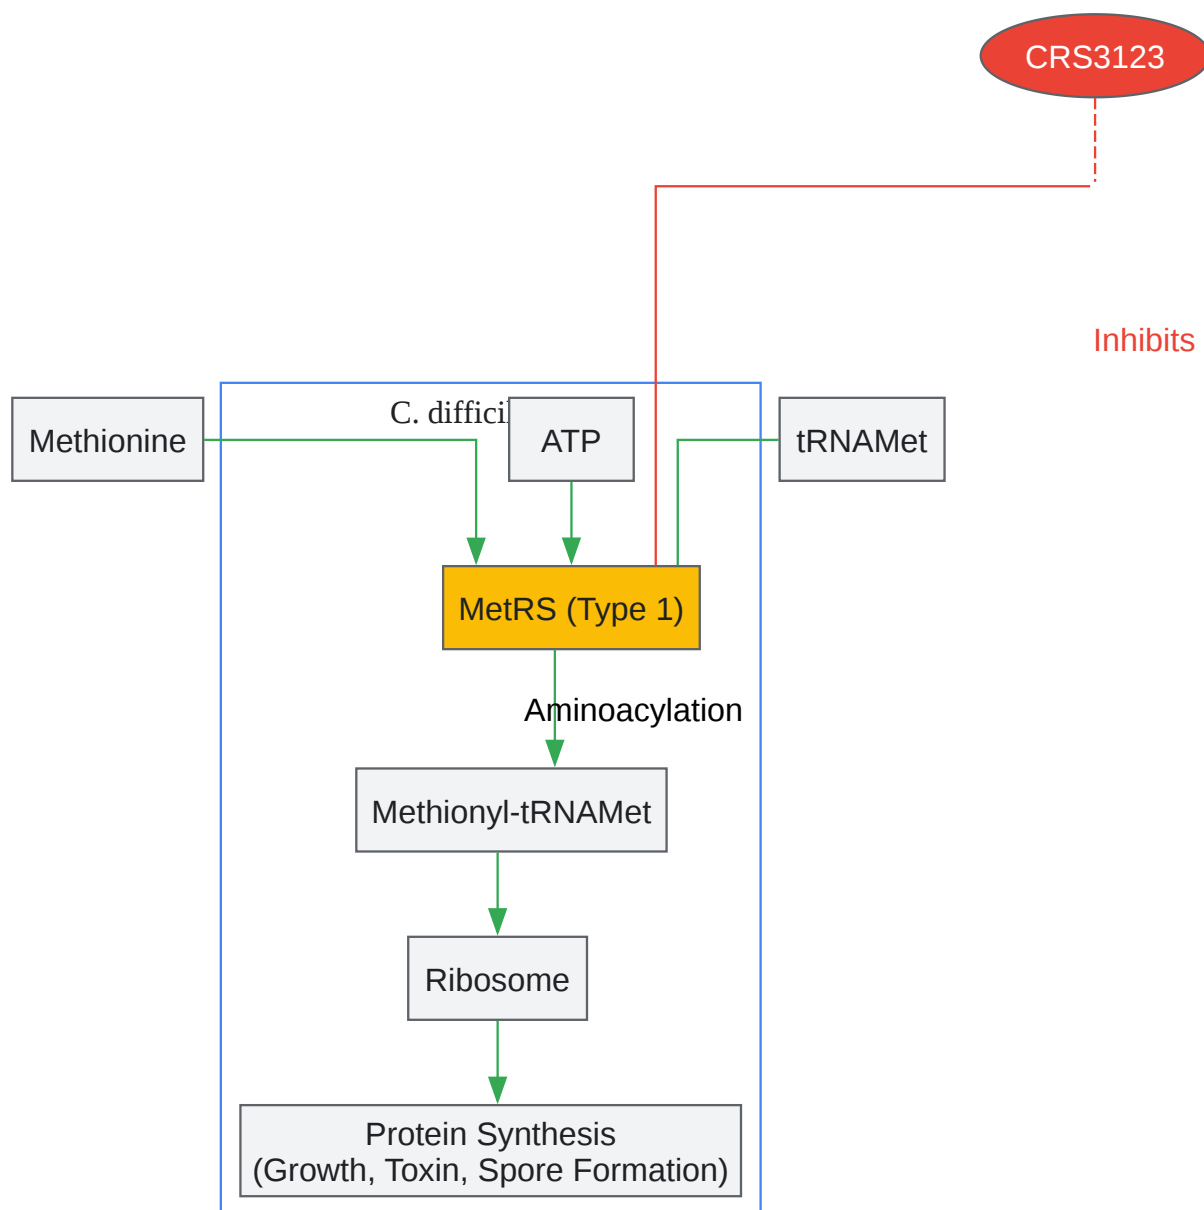 CRS3123
Inhibits
C. diffici
Methionine
ATP
tRNAMet
MetRS (Type 1)
Aminoacylation
Methionyl-tRNAMet
Ribosome
Protein Synthesis
(Growth, Toxin, Spore Formation)